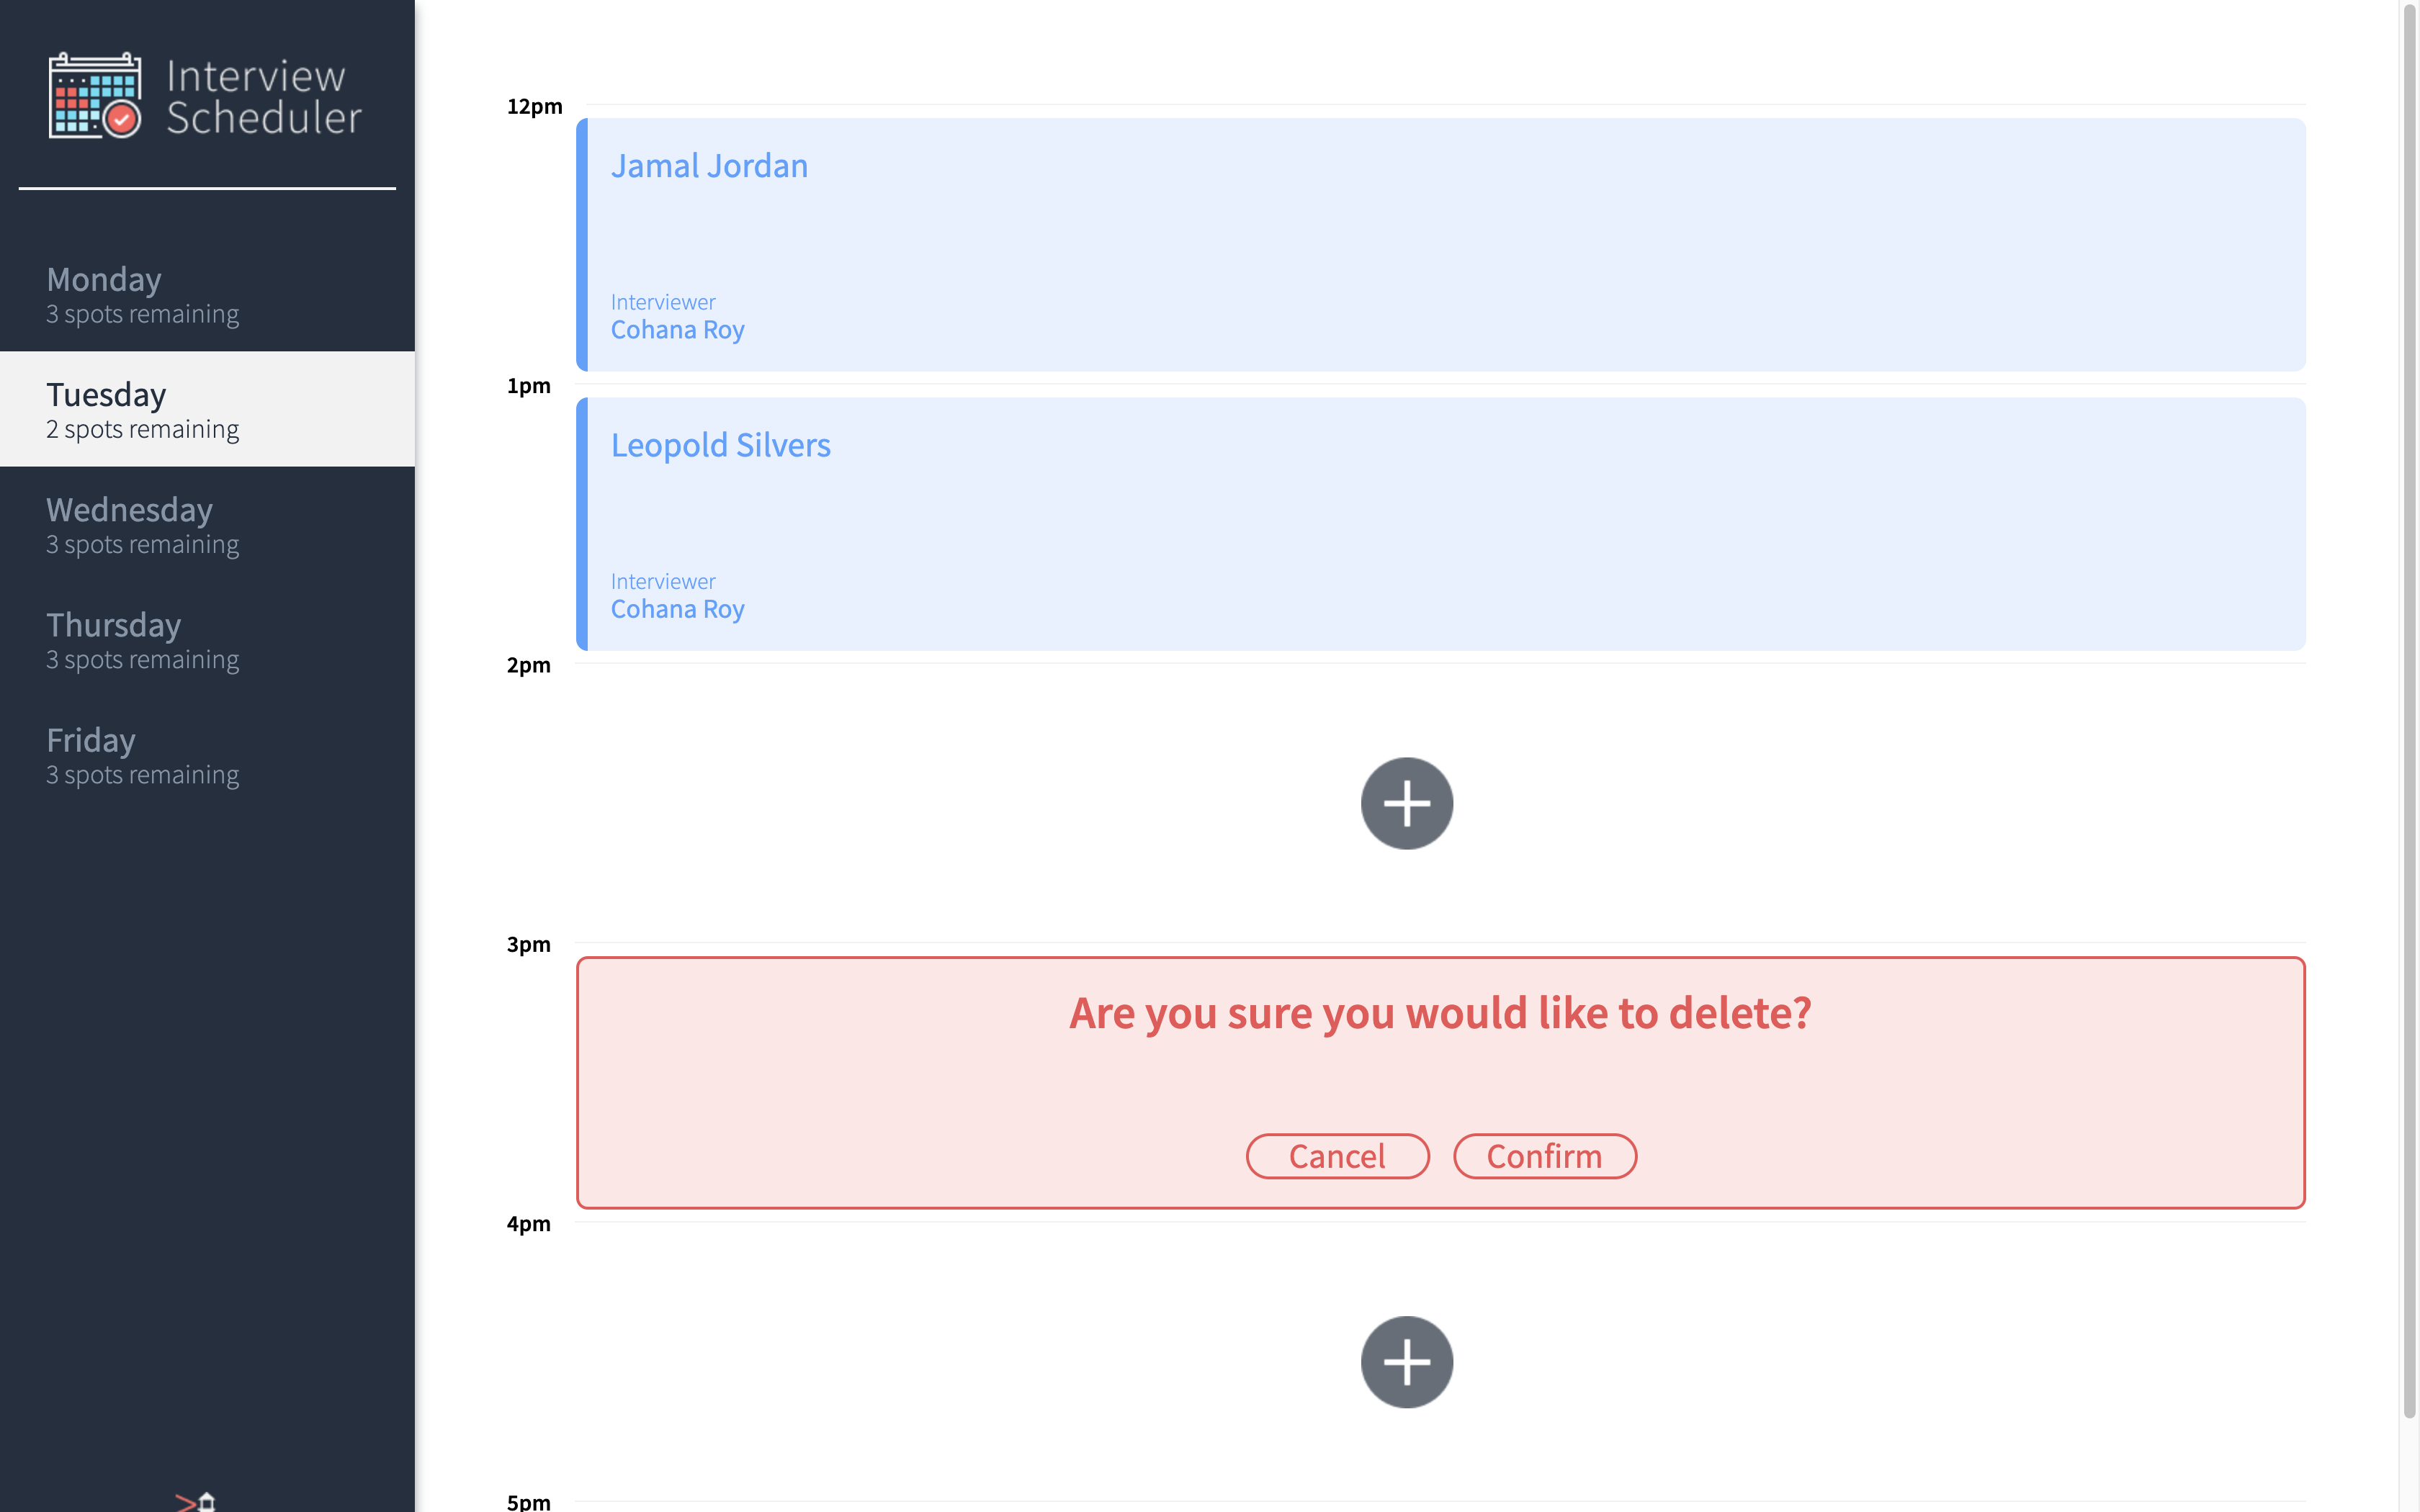 Interview
Scheduler
Monday
3 spots remaining
Tuesday
2 spots remaining
Wednesday
3 spots remaining
Thursday
3 spots remaining
Friday
3 spots remaining
12pm
Jamal Jordan
Interviewer
Cohana Roy
1pm
Leopold Silvers
Interviewer
Cohana Roy
2pm
3pm
Are you sure you would like to delete?
Cancel Confirm
4pm
5pm